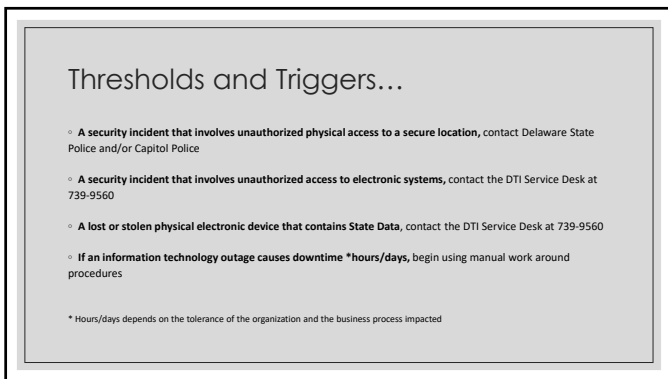 Thresholds and Triggers…
◦ A security incident that involves unauthorized physical access to a secure location, contact Delaware State
Police and/or Capitol Police
◦ A security incident that involves unauthorized access to electronic systems, contact the DTI Service Desk at
739-9560
◦ A lost or stolen physical electronic device that contains State Data, contact the DTI Service Desk at 739-9560
◦ If an information technology outage causes downtime *hours/days, begin using manual work around
procedures
* Hours/days depends on the tolerance of the organization and the business process impacted